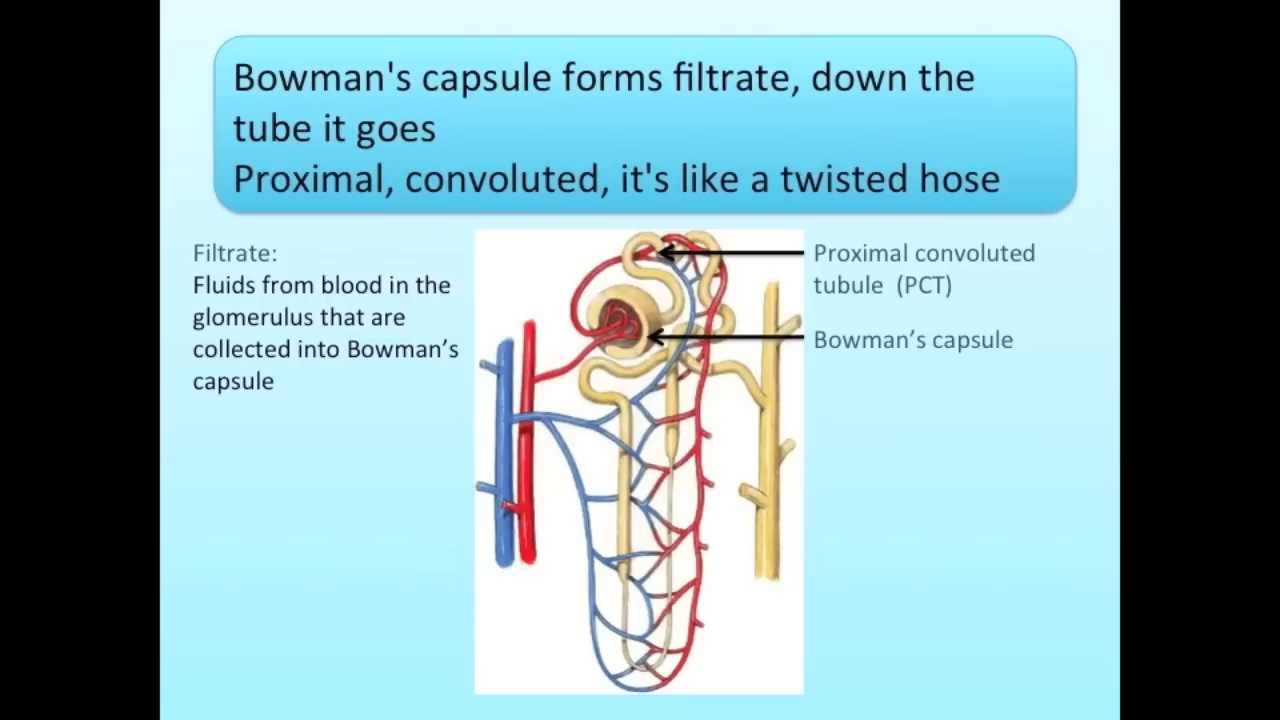 Bowman's capsule forms filtrate, down the
tube it goes
Proximal, convoluted, it's like a twisted hose
Filtrate:
Fluids from blood in the
glomerulus that are
collected into Bowman’s
capsule
Proximal convoluted
tubule (PCT)
Bowman’s capsule